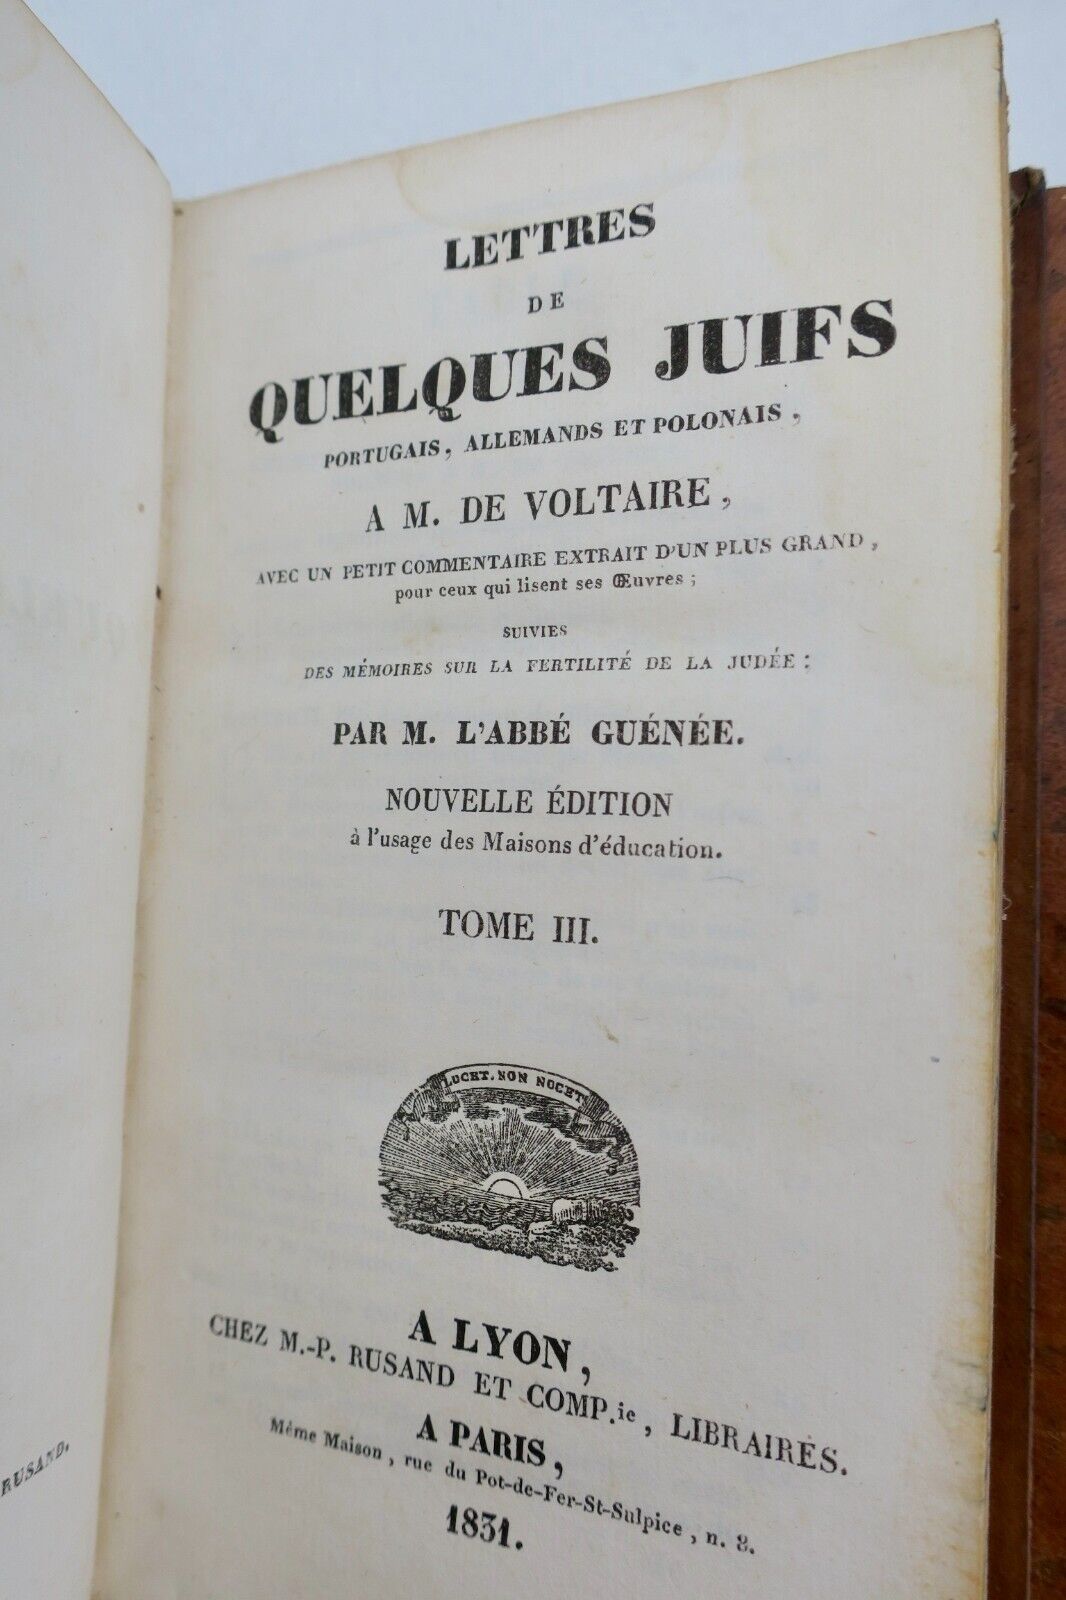 LETTRES
DE
QUELQUES JUIFS
PORTUGAIS, ALLEMANDS ET POLONAIS,
A M. DE VOLTAIRE,
AVEC UN PETIT COMMENTAIRE EXTRAIT D'UN PLUS GRAND,
pour ceux qui lisent ses Œuvres;
SUIVIES
DES MÉMOIRES SUR LA FERTILITÉ DE LA JUDÉE:
PAR M. L'ABBÉ GUÉNÉE.
NOUVELLE ÉDITION
à l'usage des Maisons d'éducation.
TOME III.
LUCET, NON NOCET
A LYON,
CHEZ M.-P. RUSAND ET COMP.ie, LIBRAIRES.
A PARIS,
Même Maison, rue du Pot-de-Fer-St-Sulpice, n. 8.
1831.
RUSAND.